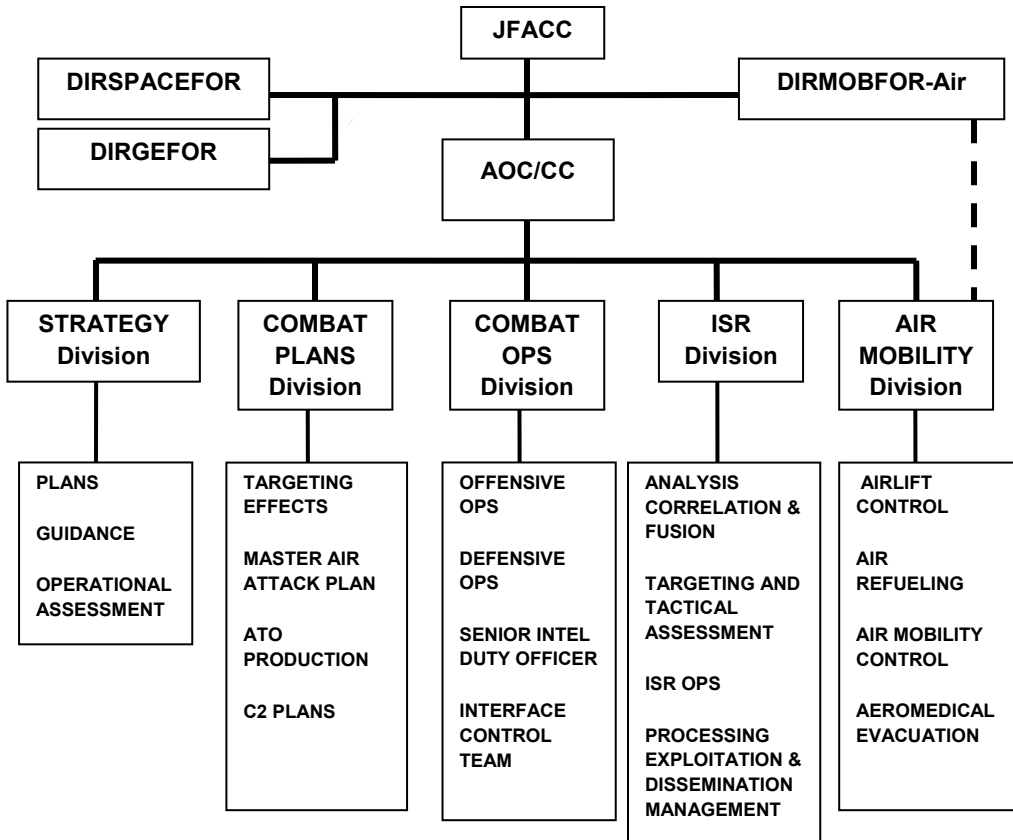 JFACC
DIRSPACEFOR
DIRMOBFOR-Air
DIRGEFOR
AOC/CC
STRATEGY
Division
COMBAT
PLANS
Division
COMBAT
OPS
Division
ISR
Division
AIR
MOBILITY
Division
PLANS
GUIDANCE
OPERATIONAL
ASSESSMENT
TARGETING
EFFECTS
MASTER AIR
ATTACK PLAN
ATO
PRODUCTION
C2 PLANS
OFFENSIVE
OPS
DEFENSIVE
OPS
SENIOR INTEL
DUTY OFFICER
INTERFACE
CONTROL
TEAM
ANALYSIS
CORRELATION &
FUSION
TARGETING AND
TACTICAL
ASSESSMENT
ISR OPS
PROCESSING
EXPLOITATION &
DISSEMINATION
MANAGEMENT
AIRLIFT
CONTROL
AIR
REFUELING
AIR MOBILITY
CONTROL
AEROMEDICAL
EVACUATION